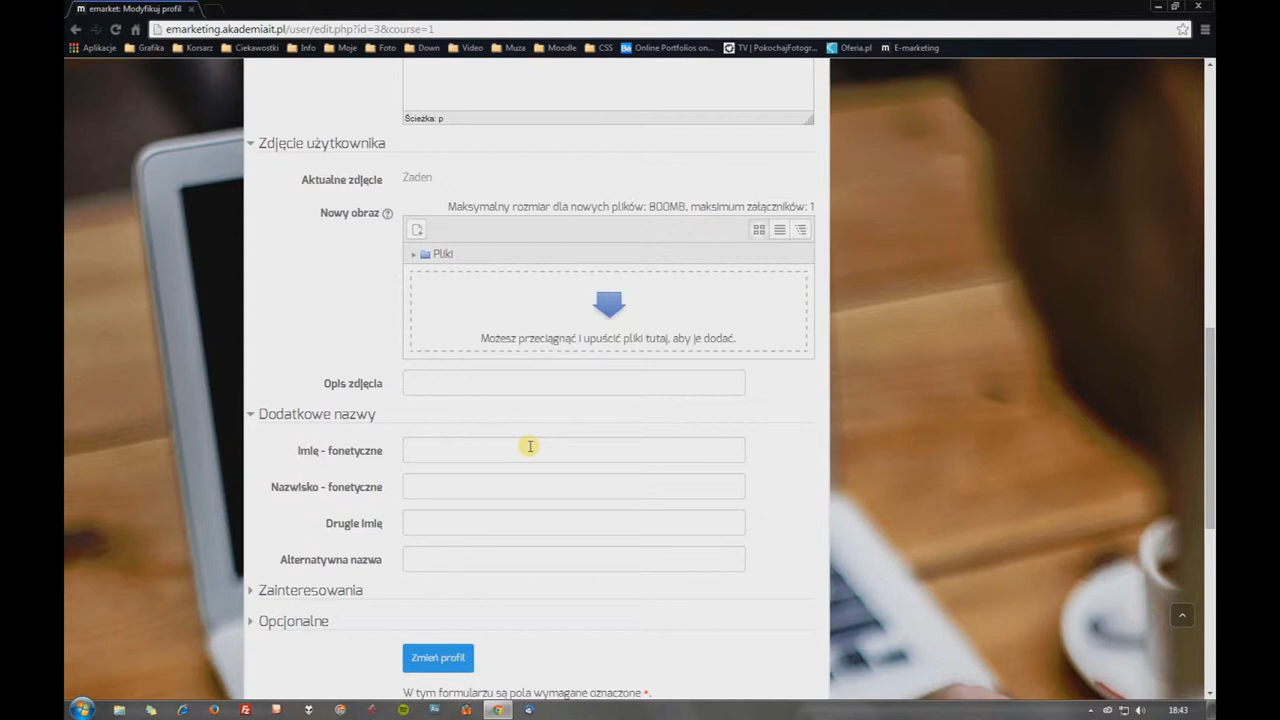 emarket: Modyfikuj profil
emarketing.akademiait.pl/user/edit.php?id=3&course=1
Aplikacje Grafika Korsarz Ciekawostki Info Moje Foto Down Video Muza Moodle CSS Online Portfolios on... TV | PokochajFotogr... Oferia.pl E-marketing
Ścieżka: p
Zdjęcie użytkownika
Aktualne zdjęcie Żaden
Maksymalny rozmiar dla nowych plików: 800MB, maksimum załączników: 1
Nowy obraz
Pliki
Możesz przeciągnąć i upuścić pliki tutaj, aby je dodać.
Opis zdjęcia
Dodatkowe nazwy
Imię - fonetyczne
Nazwisko - fonetyczne
Drugie imię
Alternatywna nazwa
Zainteresowania
Opcjonalne
Zmień profil
W tym formularzu są pola wymagane oznaczone *.
18:43